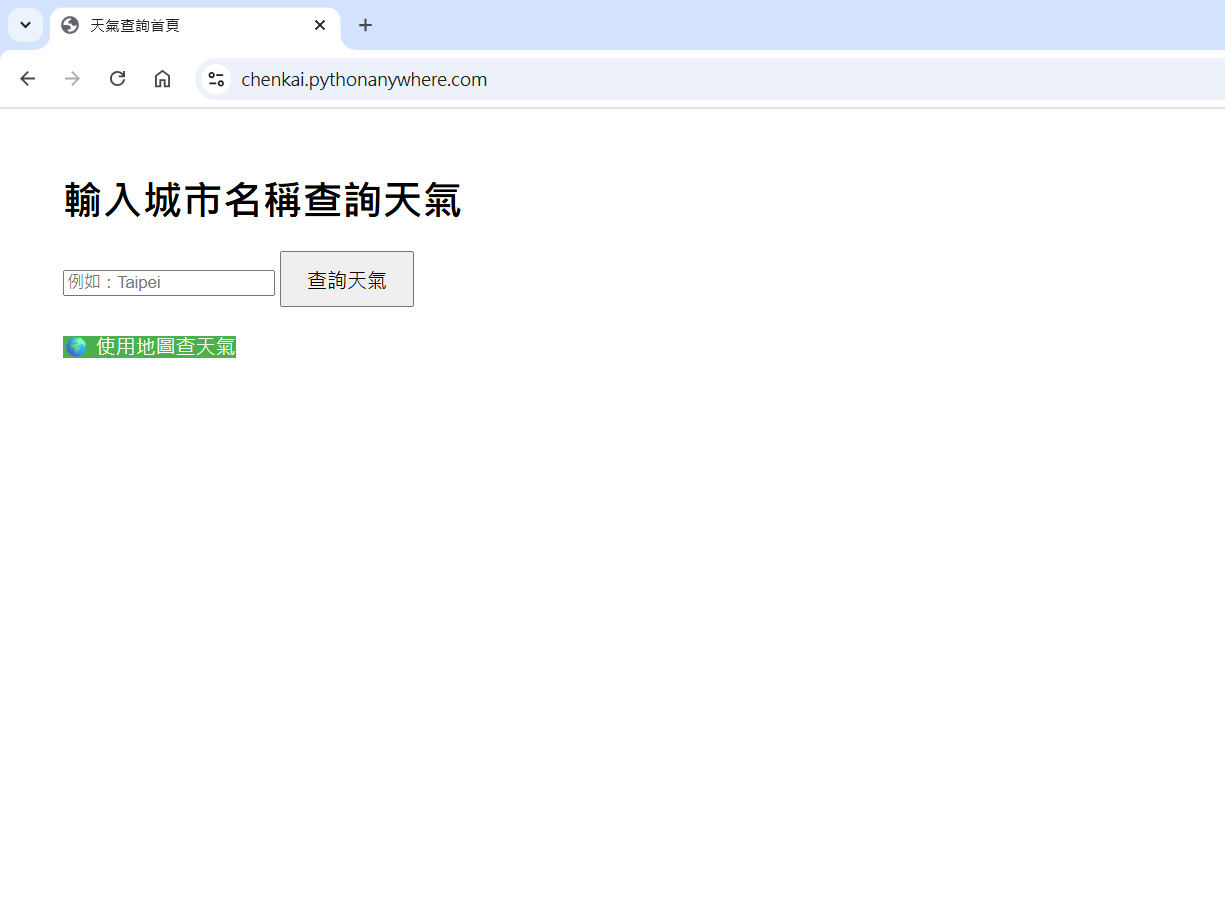 天氣查詢首頁
chenkai.pythonanywhere.com
輸入城市名稱查詢天氣
例如：Taipei 查詢天氣
使用地圖查天氣